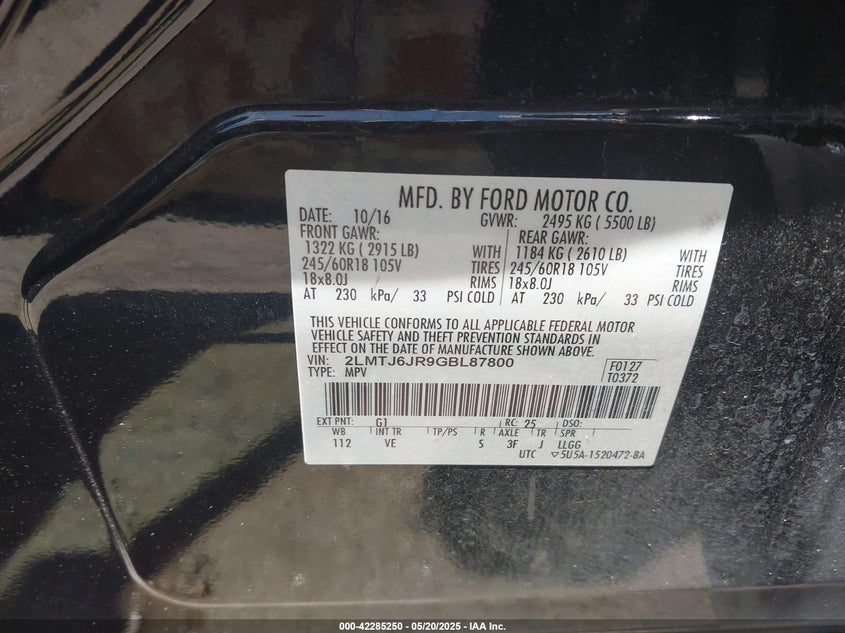 MFD. BY FORD MOTOR CO.
DATE: 10/16 GVWR: 2495 KG ( 5500 LB)
FRONT GAWR: REAR GAWR:
1322 KG ( 2915 LB) WITH 1184 KG ( 2610 LB) WITH
245/60R18 105V TIRES 245/60R18 105V TIRES
18x8.0J RIMS 18x8.0J RIMS
AT 230 kPa/ 33 PSI COLD AT 230 kPa/ 33 PSI COLD
THIS VEHICLE CONFORMS TO ALL APPLICABLE FEDERAL MOTOR
VEHICLE SAFETY AND THEFT PREVENTION STANDARDS IN
EFFECT ON THE DATE OF MANUFACTURE SHOWN ABOVE.
VIN: 2LMTJ6JR9GBL87800 F0127
TYPE: MPV T0372
EXT PNT: G1 RC: 25 DSO:
WB INT TR TP/PS R AXLE TR SPR
112 VE S 3F J LLGG
UTC ▽5U5A-1520472-BA
000-42285250 - 05/20/2025 - IAA Inc.